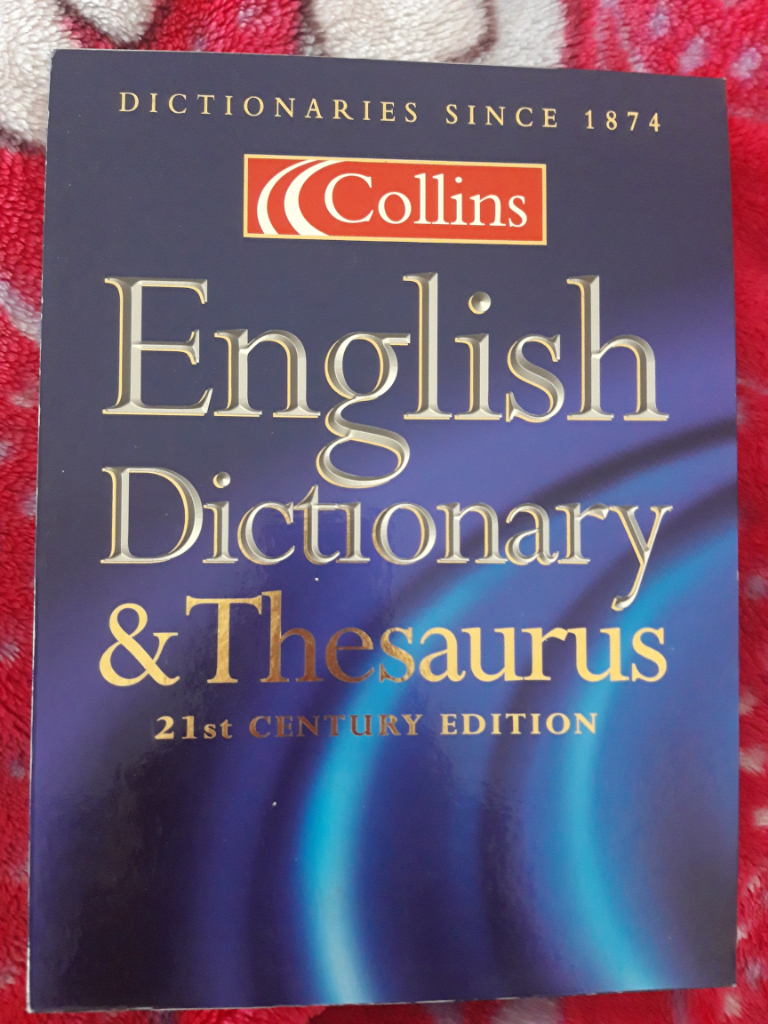 DICTIONARIES SINCE 1874
Collins
English
Dictionary
& Thesaurus
21st CENTURY EDITION